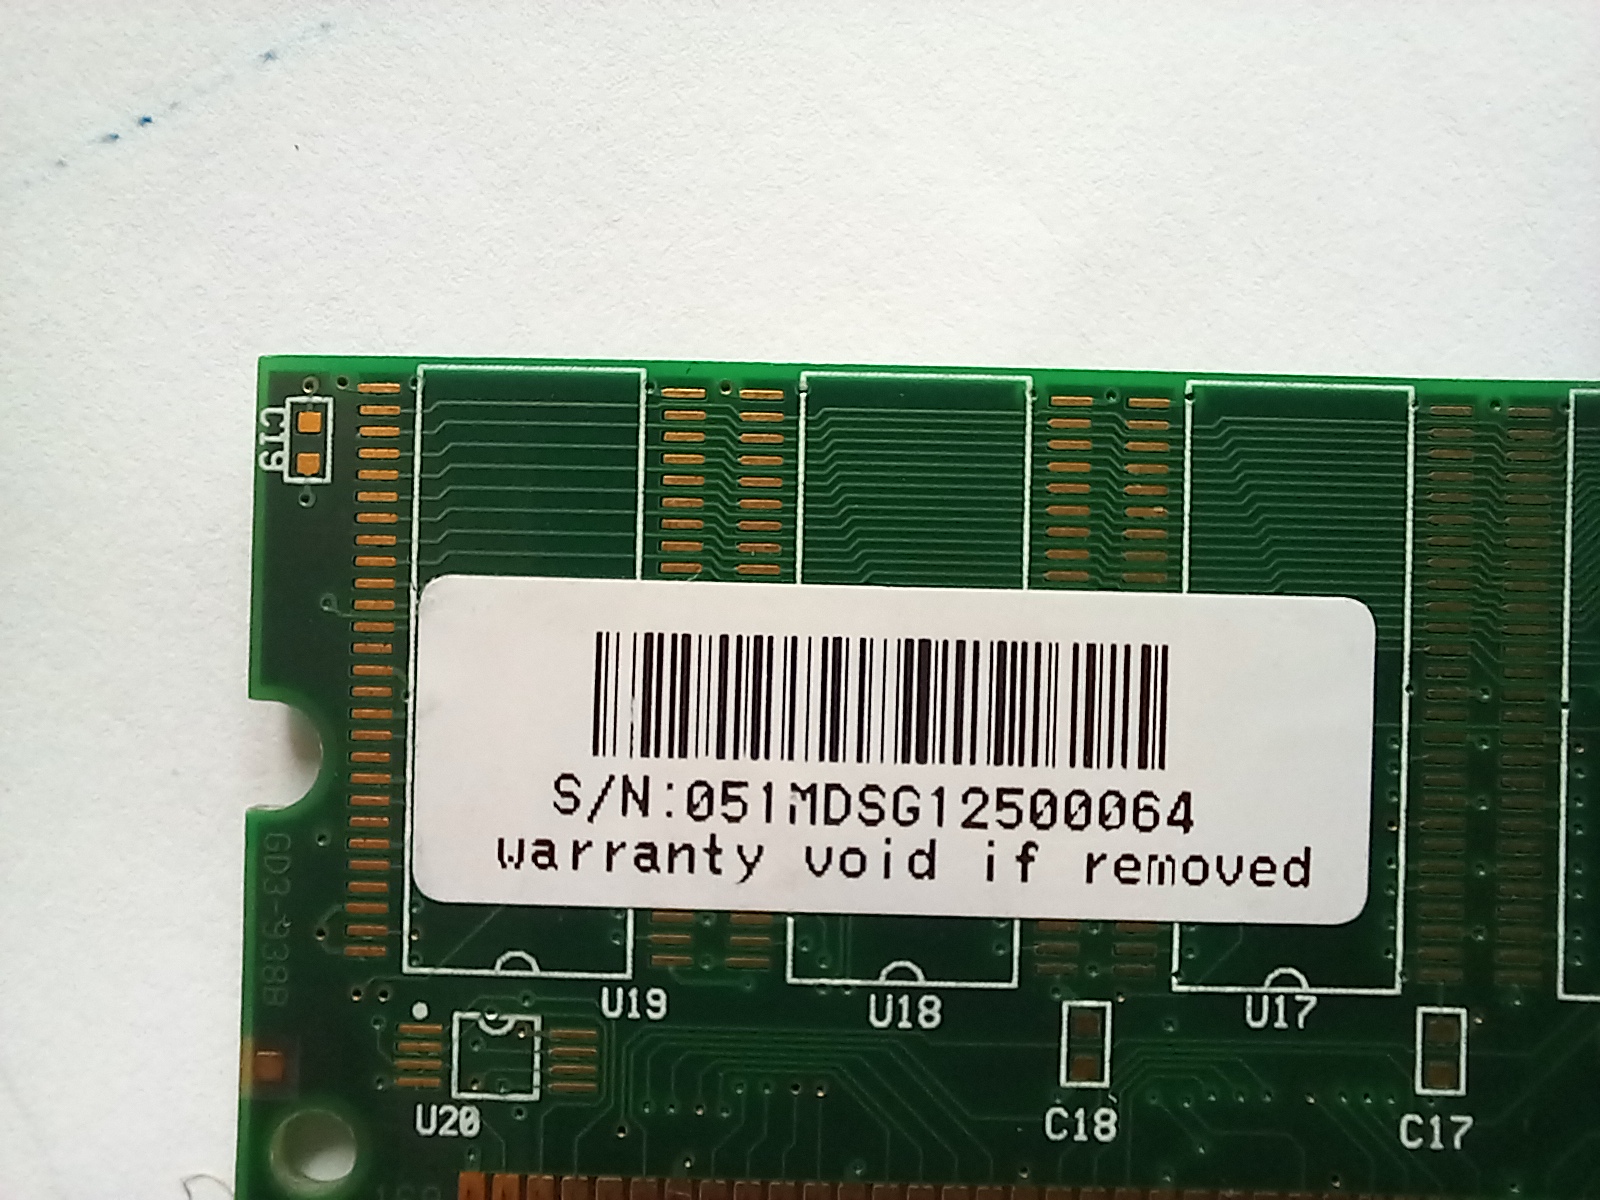 C19
S/N:051MDSG12500064
warranty void if removed
GD3-9388
U19
U18
U17
U20
C18
C17